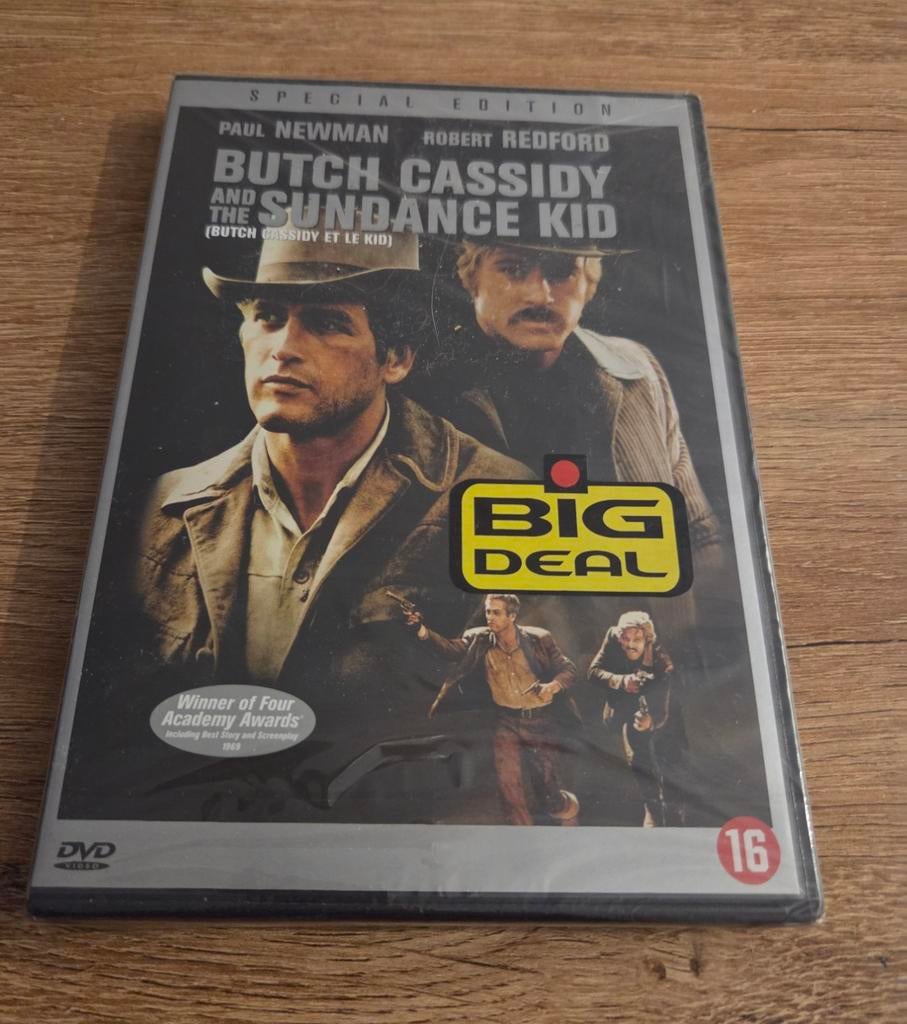 SPECIAL EDITION
PAUL NEWMAN ROBERT REDFORD
BUTCH CASSIDY
AND THE SUNDANCE KID
(BUTCH CASSIDY ET LE KID)
BIG
DEAL
Winner of Four
Academy Awards®
Including Best Story and Screenplay
1969
DVD
VIDEO
16